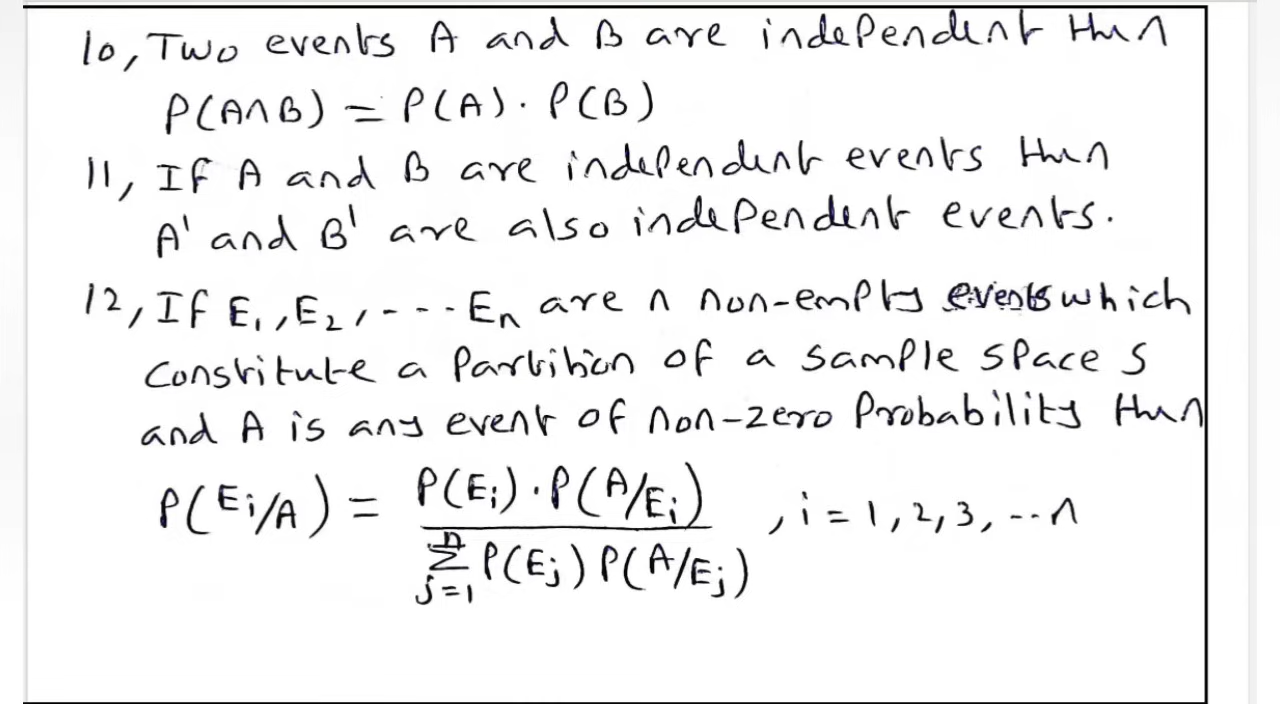 10, Two events A and B are independent then
P(A∩B) = P(A). P(B)
11, If A and B are independent events then
A' and B' are also independent events.
12, If E₁, E₂, ---- Eₙ are n non-empty events which
constitute a Partition of a sample space S
and A is any event of non-zero Probability then
P(Eᵢ/A) = P(Eᵢ).P(A/Eᵢ) / ∑ⁿⱼ₌₁ P(Eⱼ) P(A/Eⱼ) , i = 1, 2, 3, --- n